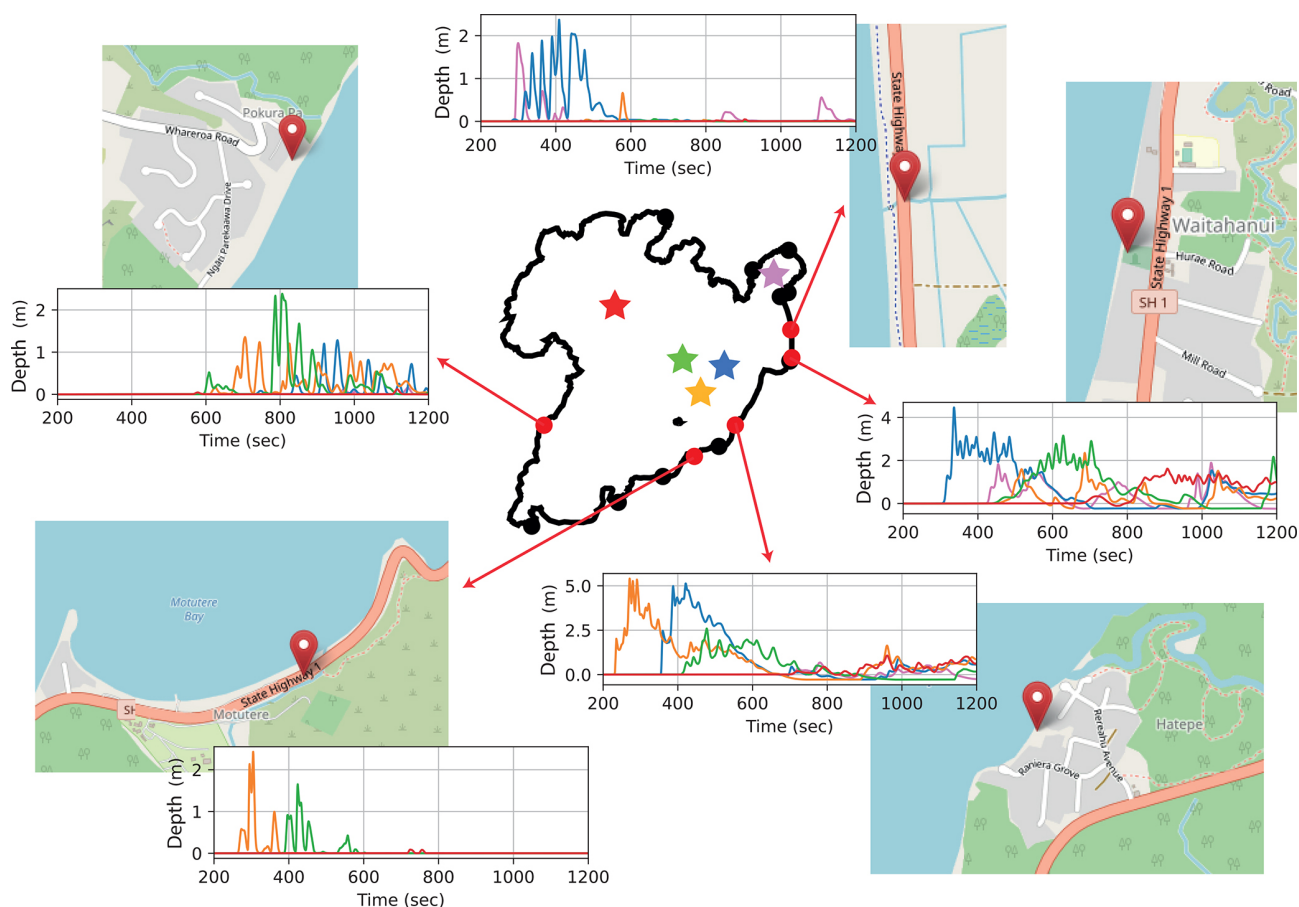 2
1
0
Depth (m)
200 400 600 800 1000 1200
Time (sec)
Pokura Pa
Whareroa Road
Ngāti Parekaawa Drive
2
1
0
Depth (m)
200 400 600 800 1000 1200
Time (sec)
State Highwa
Road
State Highway 1
Waitahanui
Hurae Road
SH 1
Mill Road
4
2
0
Depth (m)
200 400 600 800 1000 1200
Time (sec)
Motutere
Bay
State Highway 1
SH
Motutere
2
1
0
Depth (m)
200 400 600 800 1000 1200
Time (sec)
5.0
2.5
0.0
Depth (m)
200 400 600 800 1000 1200
Time (sec)
Rereahu Avenue
Hatepe
Raniera Grove